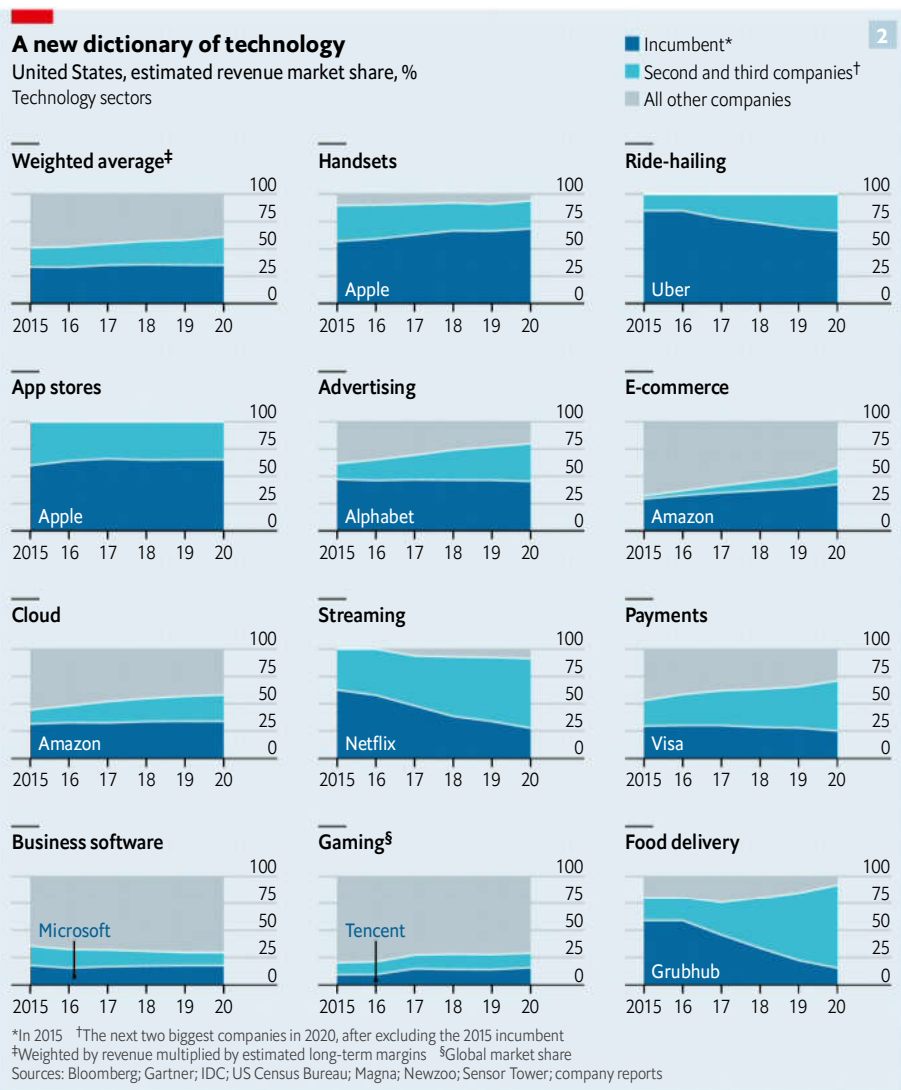 A new dictionary of technology
United States, estimated revenue market share, %
Technology sectors
Incumbent*
Second and third companies†
All other companies
2
Weighted average‡
100
75
50
25
0
2015 16 17 18 19 20
Handsets
100
75
50
25
0
Apple
2015 16 17 18 19 20
Ride-hailing
100
75
50
25
0
Uber
2015 16 17 18 19 20
App stores
100
75
50
25
0
Apple
2015 16 17 18 19 20
Advertising
100
75
50
25
0
Alphabet
2015 16 17 18 19 20
E-commerce
100
75
50
25
0
Amazon
2015 16 17 18 19 20
Cloud
100
75
50
25
0
Amazon
2015 16 17 18 19 20
Streaming
100
75
50
25
0
Netflix
2015 16 17 18 19 20
Payments
100
75
50
25
0
Visa
2015 16 17 18 19 20
Business software
100
75
50
25
0
Microsoft
2015 16 17 18 19 20
Gaming§
100
75
50
25
0
Tencent
2015 16 17 18 19 20
Food delivery
100
75
50
25
0
Grubhub
2015 16 17 18 19 20
*In 2015 †The next two biggest companies in 2020, after excluding the 2015 incumbent
‡Weighted by revenue multiplied by estimated long-term margins §Global market share
Sources: Bloomberg; Gartner; IDC; US Census Bureau; Magna; Newzoo; Sensor Tower; company reports